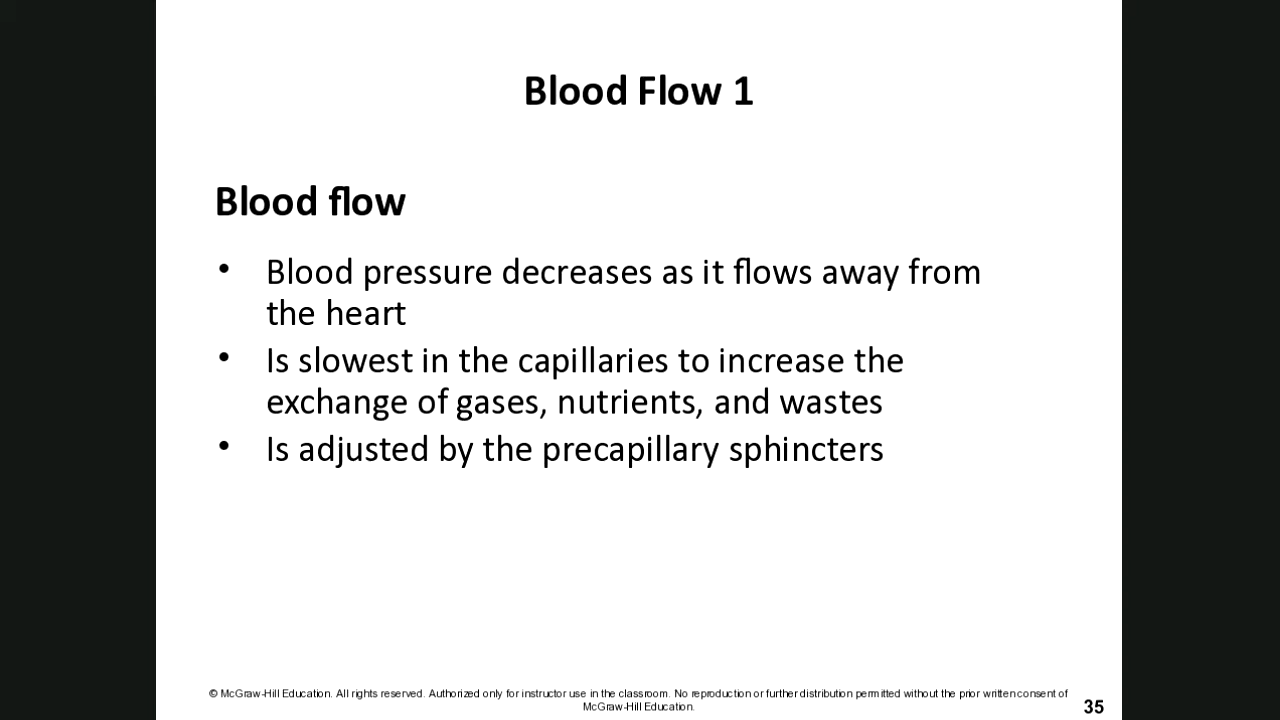 Blood Flow 1
Blood flow
• Blood pressure decreases as it flows away from
the heart
• Is slowest in the capillaries to increase the
exchange of gases, nutrients, and wastes
• Is adjusted by the precapillary sphincters
© McGraw-Hill Education. All rights reserved. Authorized only for instructor use in the classroom. No reproduction or further distribution permitted without the prior written consent of
McGraw-Hill Education.
35